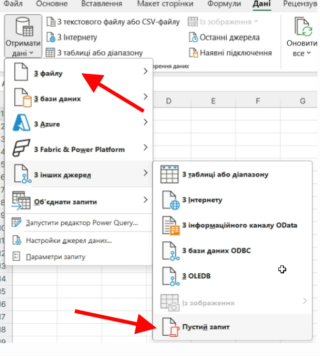 Файл Основне Вставлення Макет сторінки Формули Дані Рецензув
Отримати дані
З текстового файлу або CSV-файлу
З Інтернету
З таблиці або діапазону
Із зображення
Останні джерела
Наявні підключення
Оновити все
З файлу
З бази даних
З Azure
З Fabric & Power Platform
З інших джерел
Об'єднати запити
Запустити редактор Power Query...
Настройки джерел даних...
Параметри запиту
D E F G
З таблиці або діапазону
З Інтернету
З інформаційного каналу OData
З бази даних ODBC
З OLEDB
Із зображення
Пустий запит